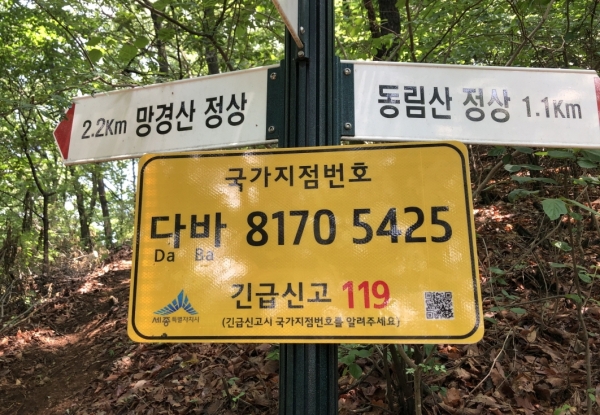 2.2Km 망경산 정상
동림산 정상 1.1Km
국가지점번호
다바 8170 5425
Da Ba
긴급신고 119
세종특별자치시
(긴급신고시 국가지점번호를 알려주세요)